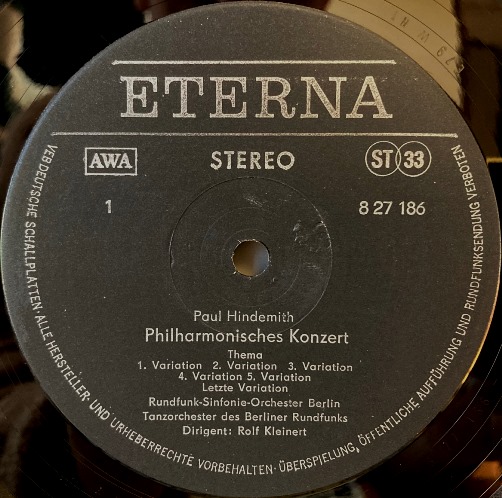 ETERNA
AWA
STEREO
ST 33
1
8 27 186
Paul Hindemith
Philharmonisches Konzert
Thema
1. Variation 2. Variation 3. Variation
4. Variation 5. Variation
Letzte Variation
Rundfunk-Sinfonie-Orchester Berlin
Tanzorchester des Berliner Rundfunks
Dirigent: Rolf Kleinert
VEB DEUTSCHE SCHALLPLATTEN · ALLE HERSTELLER- UND URHEBERRECHTE VORBEHALTEN · ÜBERSPIELUNG, ÖFFENTLICHE AUFFÜHRUNG UND RUNDFUNKSENDUNG VERBOTEN